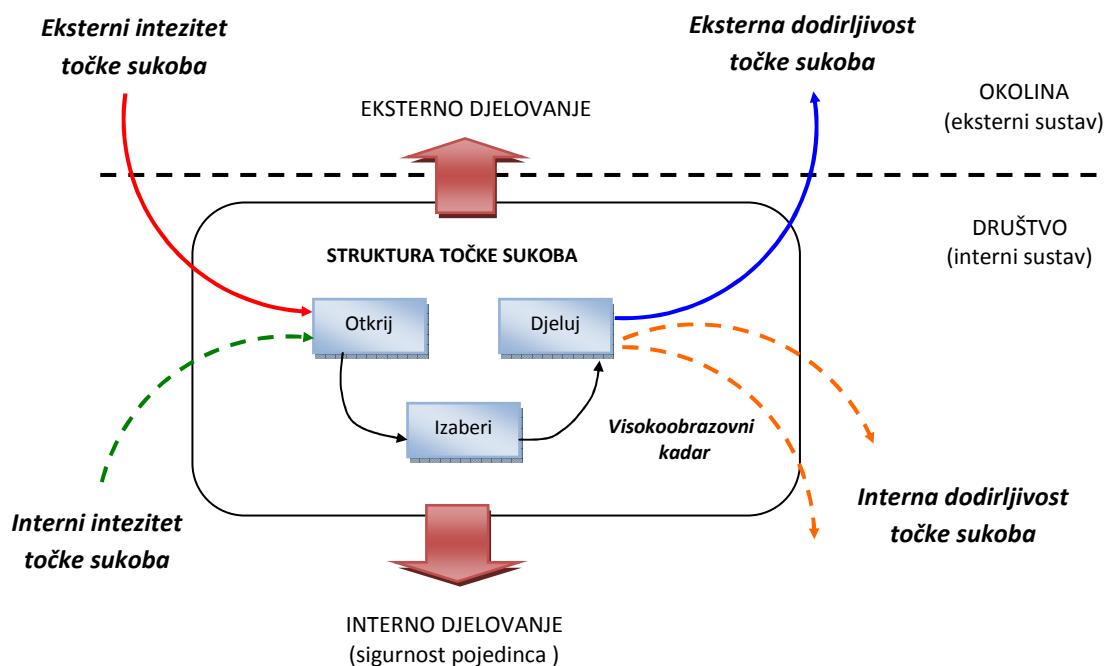 Eksterni intezitet
točke sukoba
Eksterna dodirljivost
točke sukoba
EKSTERNO DJELOVANJE
OKOLINA
(eksterni sustav)
DRUŠTVO
(interni sustav)
STRUKTURA TOČKE SUKOBA
Otkrij
Djeluj
Izaberi
Visokoobrazovni
kadar
Interni intezitet
točke sukoba
Interna dodirljivost
točke sukoba
INTERNO DJELOVANJE
(sigurnost pojedinca )